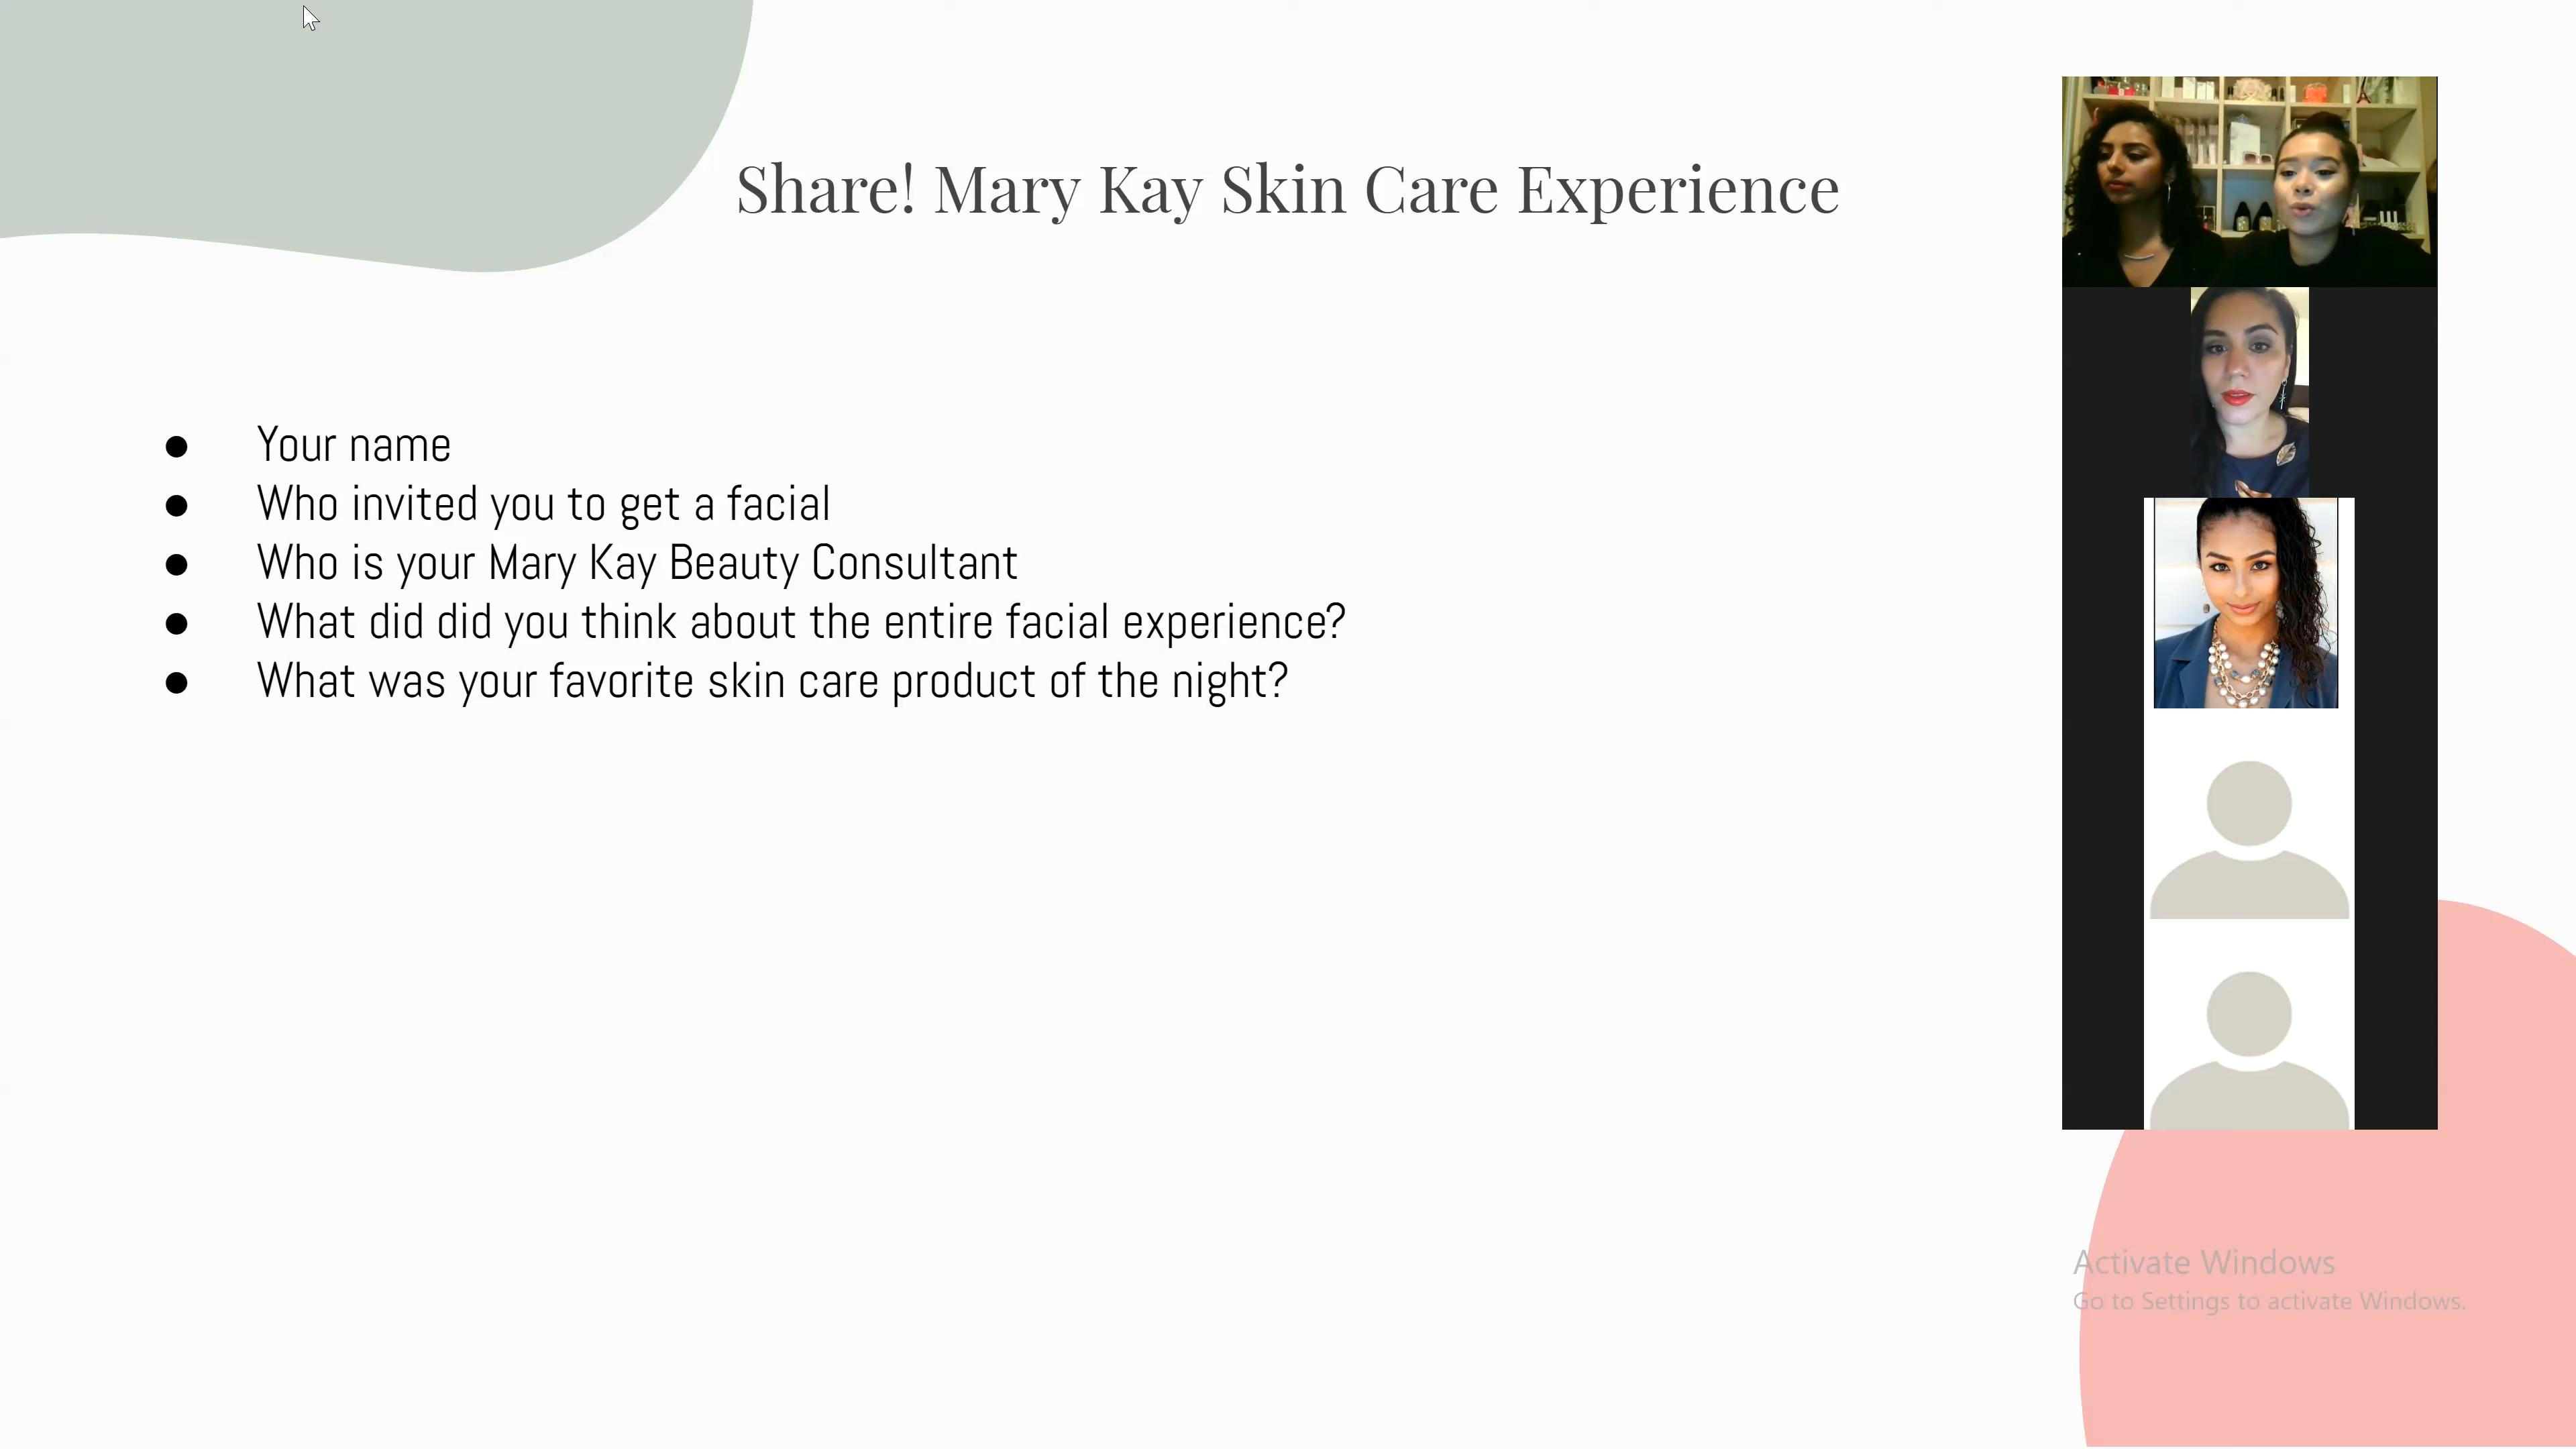 Share! Mary Kay Skin Care Experience
● Your name
● Who invited you to get a facial
● Who is your Mary Kay Beauty Consultant
● What did did you think about the entire facial experience?
● What was your favorite skin care product of the night?
Activate Windows
Go to Settings to activate Windows.